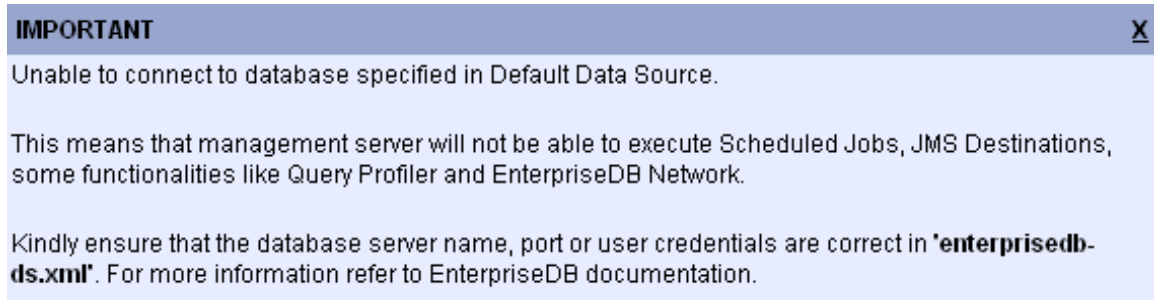 IMPORTANT X
Unable to connect to database specified in Default Data Source.
This means that management server will not be able to execute Scheduled Jobs, JMS Destinations,
some functionalities like Query Profiler and EnterpriseDB Network.
Kindly ensure that the database server name, port or user credentials are correct in 'enterprisedb-
ds.xml'. For more information refer to EnterpriseDB documentation.